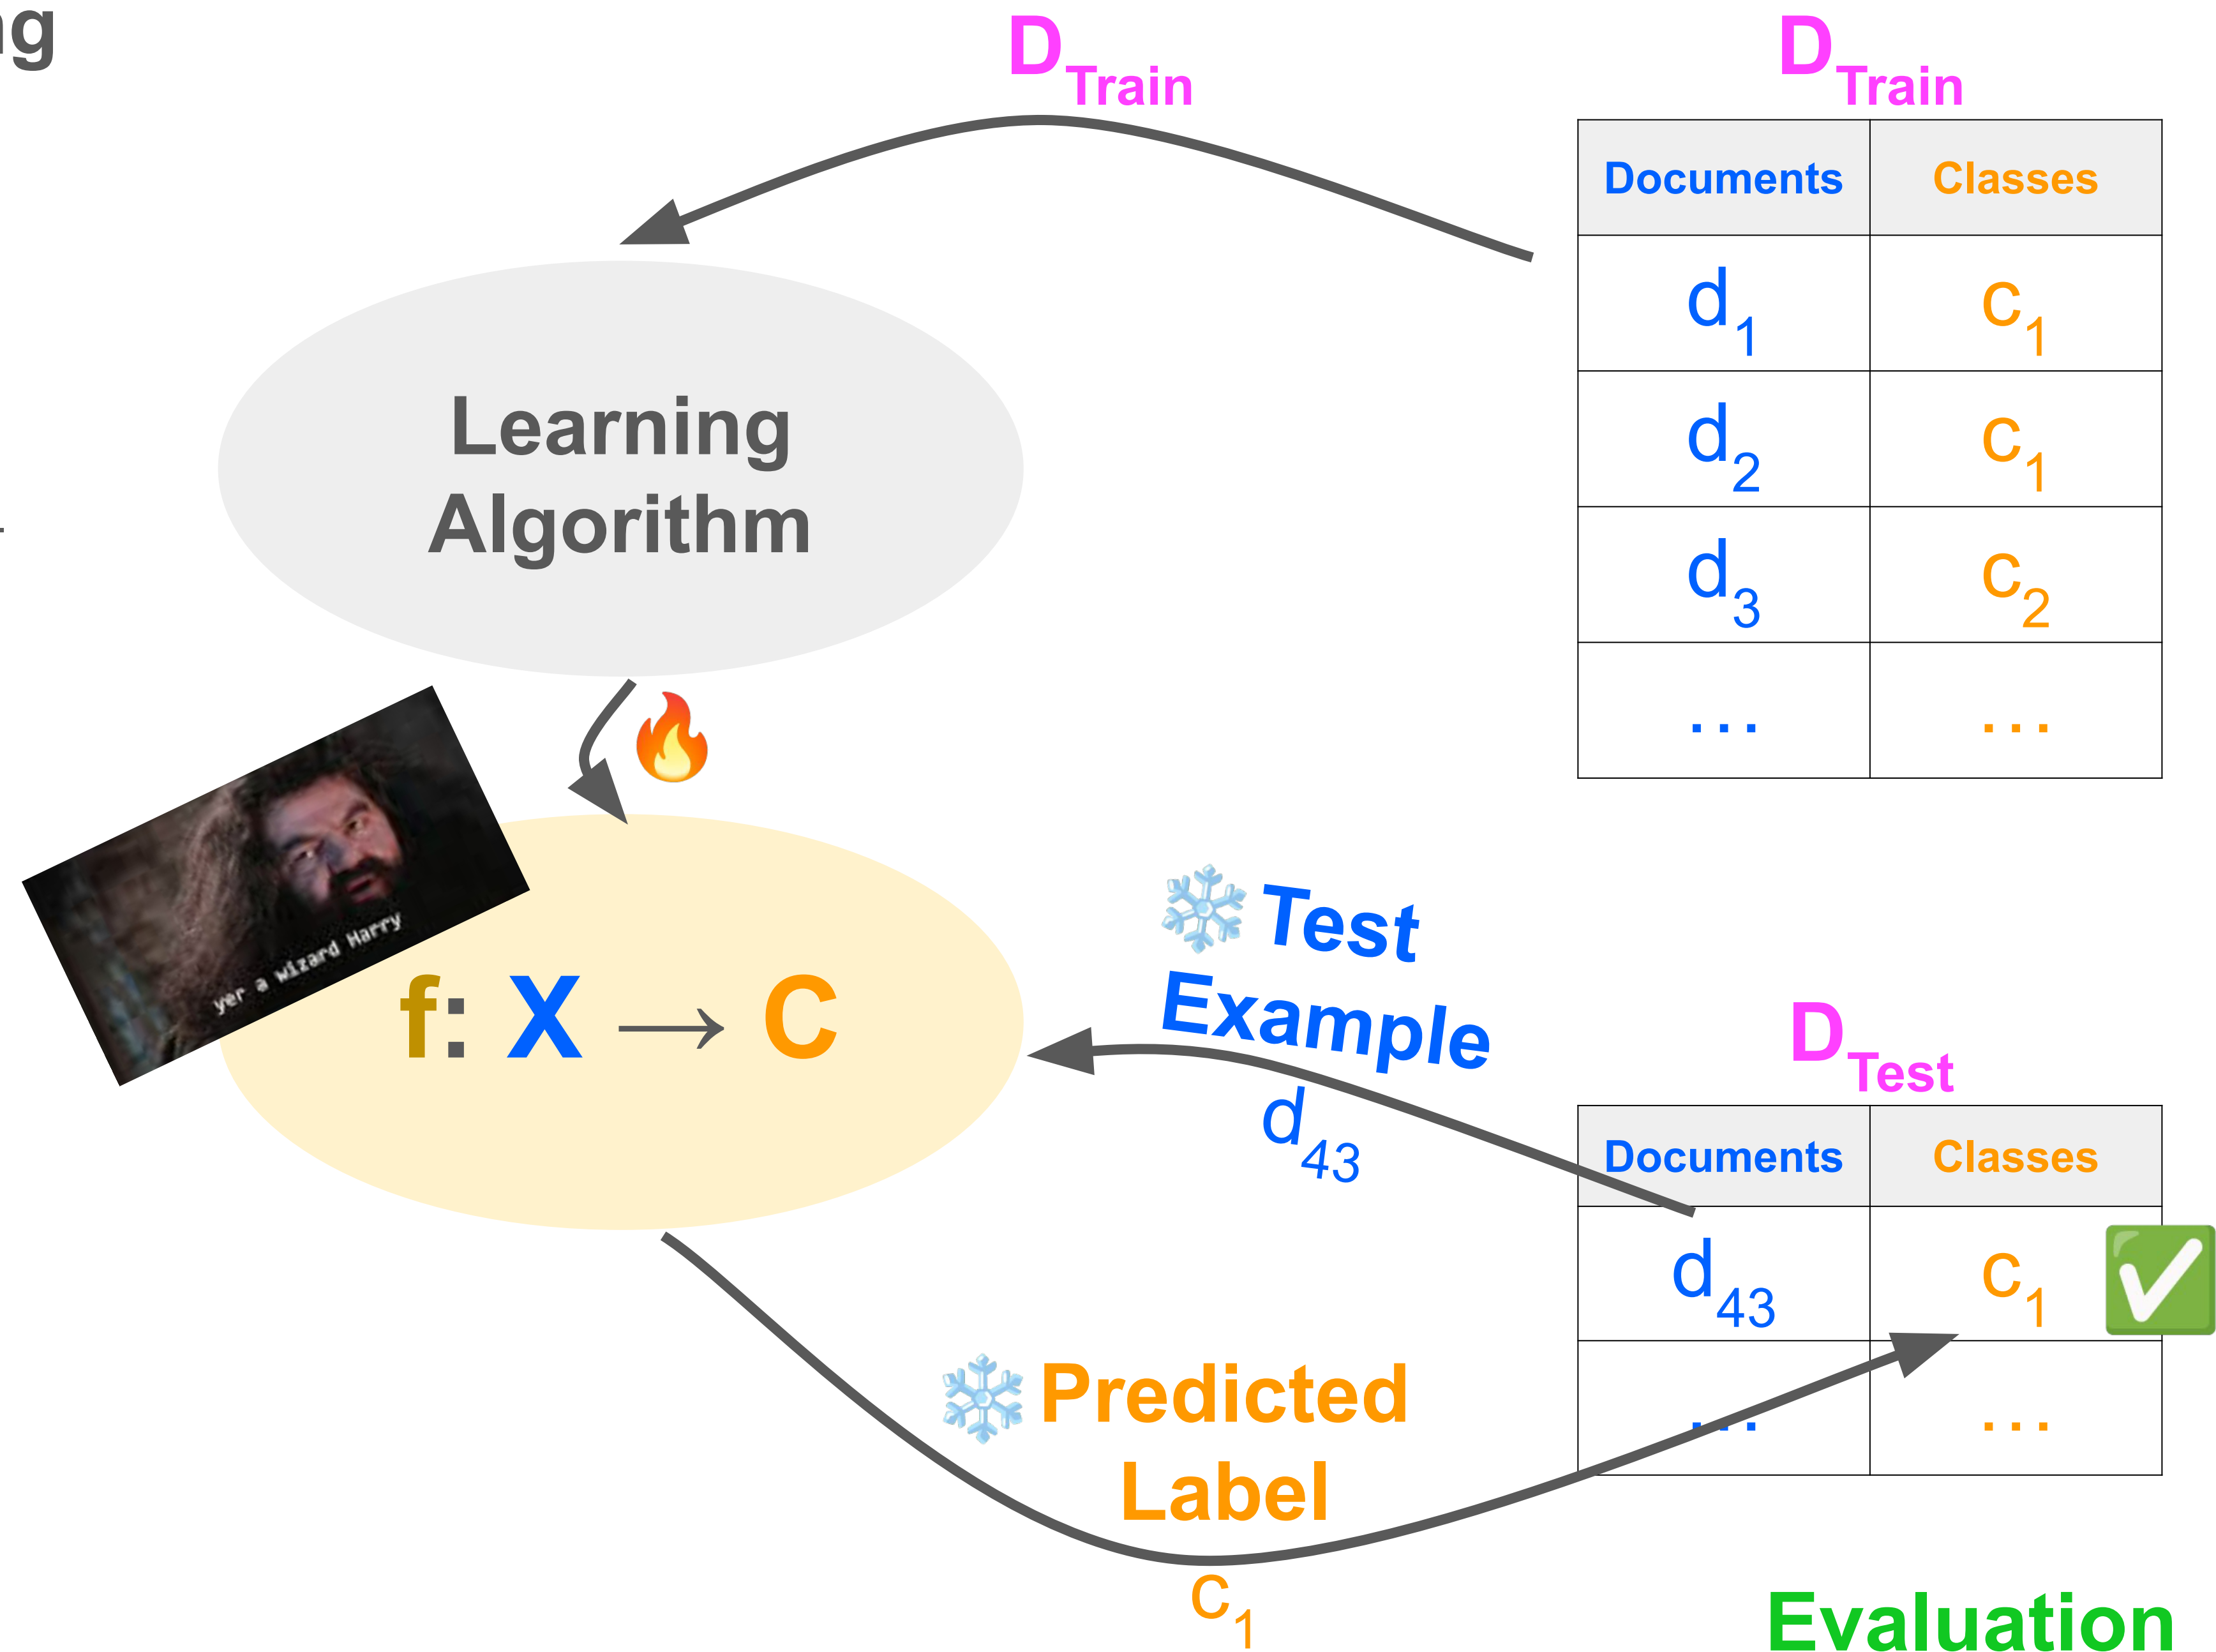 ng
D_Train
D_Train
Documents Classes
d_1 c_1
d_2 c_1
d_3 c_2
… …
Learning
Algorithm
yer a wizard Harry
f: X → C
Test
Example
d_43
D_Test
Documents Classes
d_43 c_1
… …
Predicted
Label
c_1
Evaluation